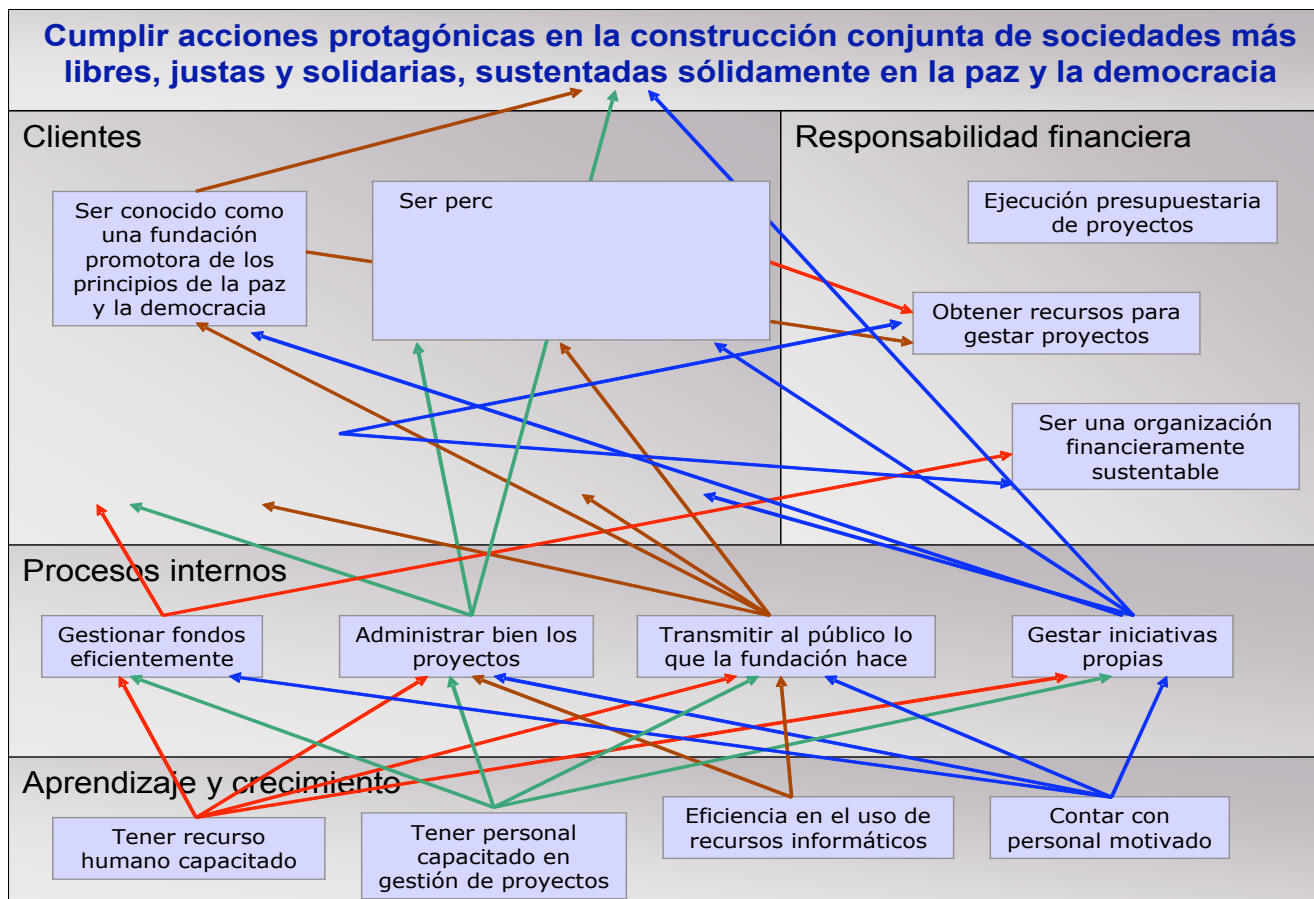 Cumplir acciones protagónicas en la construcción conjunta de sociedades más
libres, justas y solidarias, sustentadas sólidamente en la paz y la democracia
Clientes
Ser conocido como
una fundación
promotora de los
principios de la paz
y la democracia
Ser perc
Responsabilidad financiera
Ejecución presupuestaria
de proyectos
Obtener recursos para
gestar proyectos
Ser una organización
financieramente
sustentable
Procesos internos
Gestionar fondos
eficientemente
Administrar bien los
proyectos
Transmitir al público lo
que la fundación hace
Gestar iniciativas
propias
Aprendizaje y crecimiento
Tener recurso
humano capacitado
Tener personal
capacitado en
gestión de proyectos
Eficiencia en el uso de
recursos informáticos
Contar con
personal motivado